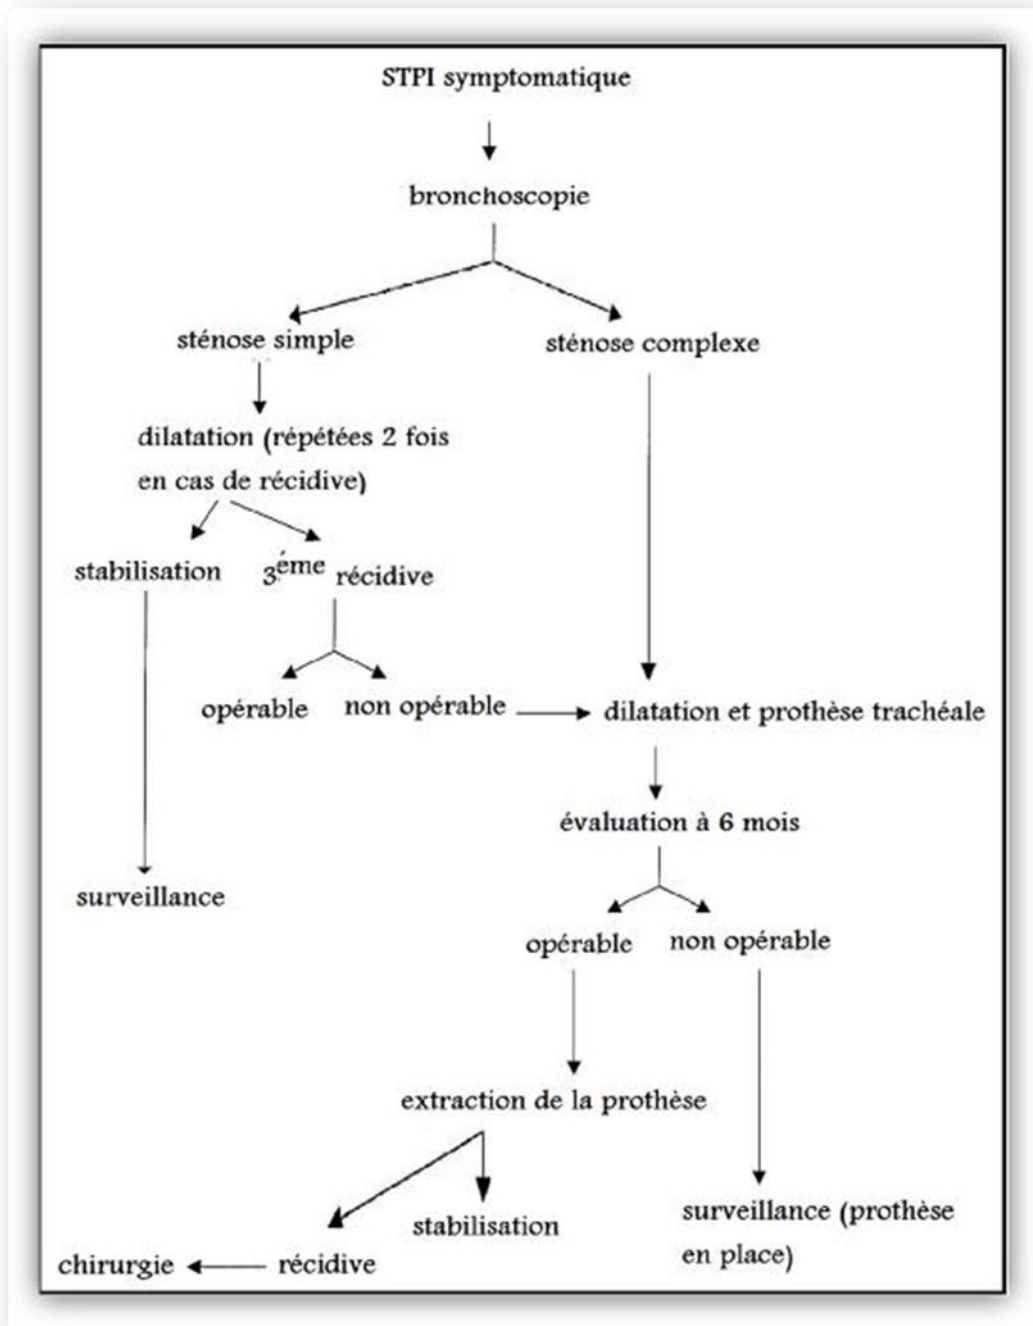 STPI symptomatique
bronchoscopie
sténose simple
sténose complexe
dilatation (répétées 2 fois
en cas de récidive)
stabilisation
3éme récidive
opérable
non opérable
dilatation et prothèse trachéale
évaluation à 6 mois
surveillance
opérable
non opérable
extraction de la prothèse
stabilisation
surveillance (prothèse
en place)
chirurgie
récidive